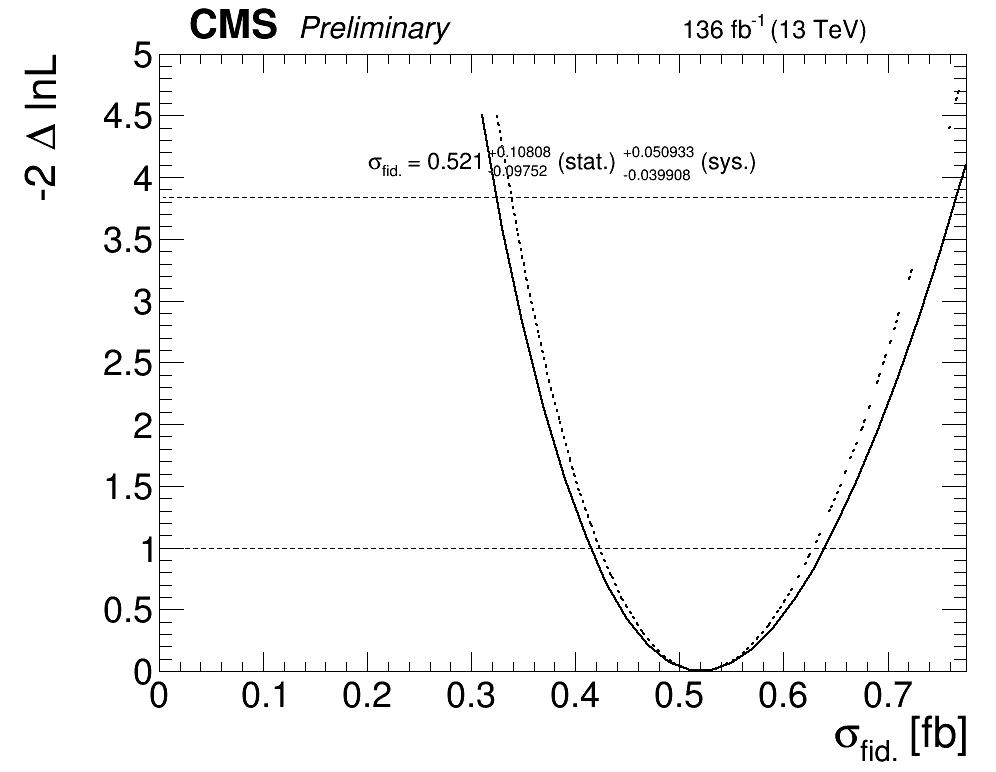 CMS Preliminary 136 fb-1 (13 TeV)
-2 Δ lnL
5
4.5
4
3.5
3
2.5
2
1.5
1
0.5
0
σfid. = 0.521 +0.10808 -0.09752 (stat.) +0.050933 -0.039908 (sys.)
0 0.1 0.2 0.3 0.4 0.5 0.6 0.7
σfid. [fb]